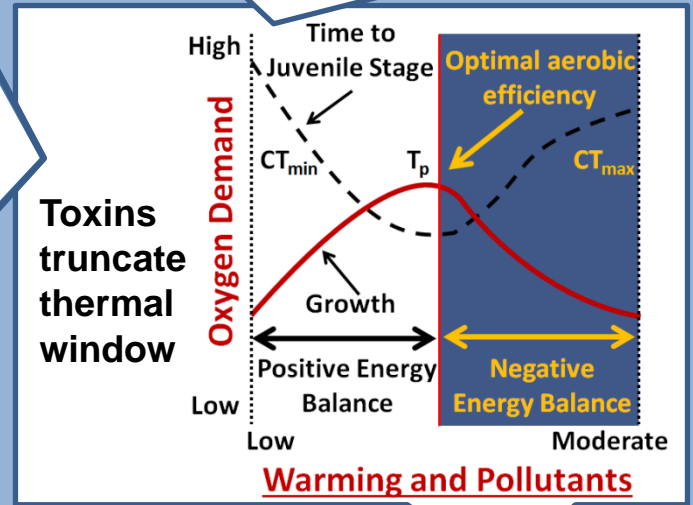 Toxins
truncate
thermal
window
Oxygen Demand
High
Low
Time to
Juvenile Stage
Optimal aerobic
efficiency
CTmin
Tp
CTmax
Growth
Positive Energy
Balance
Negative
Energy Balance
Low
Moderate
Warming and Pollutants